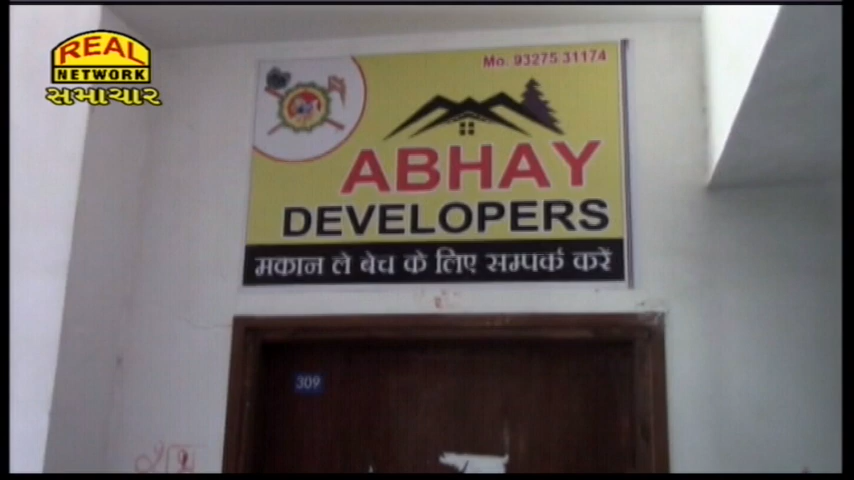 REAL
NETWORK
સમાચાર
Mo. 93275 31174
ABHAY
DEVELOPERS
मकान ले बेच के लिए सम्पर्क करें
309